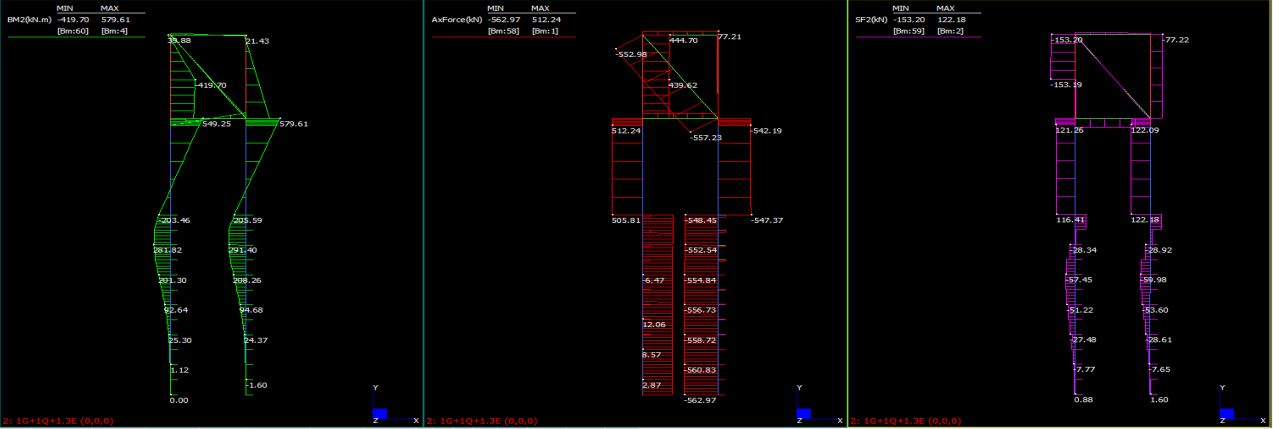 MIN MAX
BM2(kN.m) -419.70 579.61
[Bm:60] [Bm:4]
39.88 21.43
-419.70
549.25 579.61
-203.46 205.59
281.82 291.40
201.30 208.26
92.64 94.68
25.30 24.37
1.12 -1.60
0.00
Y
Z X
2: 1G+1Q+1.3E (0,0,0)
MIN MAX
AxForce(kN) -562.97 512.24
[Bm:58] [Bm:1]
444.70 77.21
-552.98
439.62
512.24 -557.23 -542.19
505.81 -548.45 -547.37
-552.54
-6.47 -554.84
-556.73
12.06
8.57 -558.72
-560.83
2.87
-562.97
Y
Z X
2: 1G+1Q+1.3E (0,0,0)
MIN MAX
SF2(kN) -153.20 122.18
[Bm:59] [Bm:2]
-153.20 -77.22
-153.19
121.26 122.09
116.41 122.18
-28.34 -28.92
-57.45 -59.98
-51.22 -53.60
-27.48 -28.61
-7.77 -7.65
0.88 1.60
Y
Z X
2: 1G+1Q+1.3E (0,0,0)